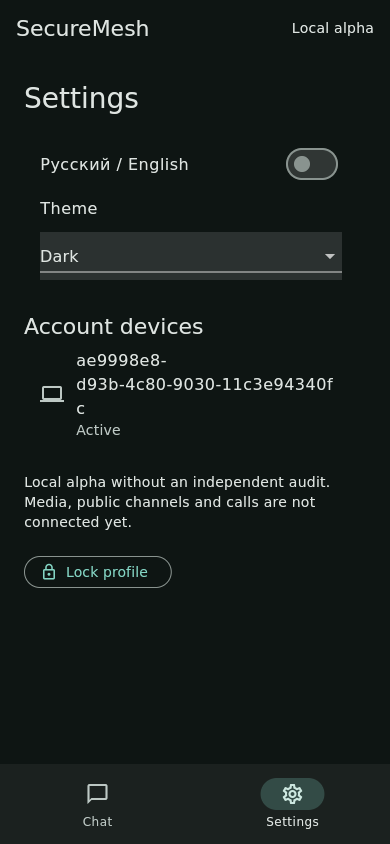 SecureMesh
Local alpha
Settings
Русский / English
Theme
Dark
Account devices
ae9998e8-
d93b-4c80-9030-11c3e94340f
c
Active
Local alpha without an independent audit.
Media, public channels and calls are not
connected yet.
Lock profile
Chat
Settings